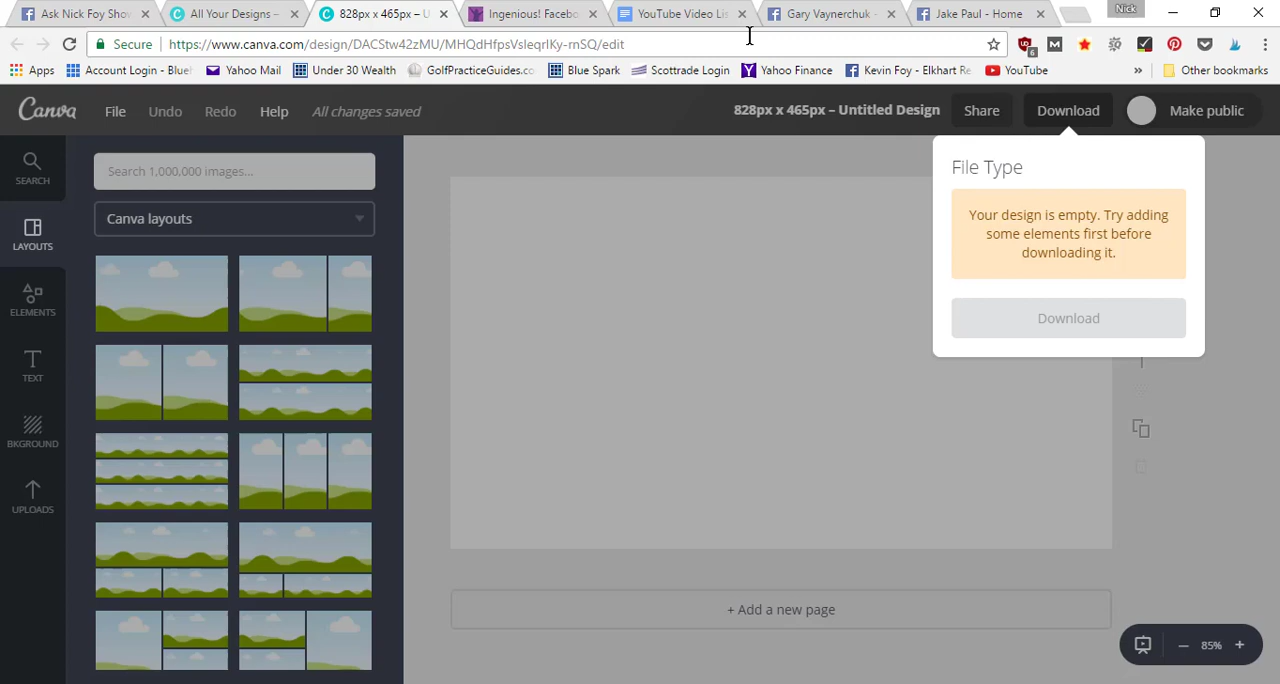 Ask Nick Foy Show
All Your Designs –
828px x 465px – U
Ingenious! Facebo
YouTube Video Lis
Gary Vaynerchuk -
Jake Paul - Home
Nick
Secure
https://www.canva.com/design/DACStw42zMU/MHQdHfpsVsleqrlKy-rnSQ/edit
6
Apps
Account Login - Blue
Yahoo Mail
Under 30 Wealth
GolfPracticeGuides.co
Blue Spark
Scottrade Login
Yahoo Finance
Kevin Foy - Elkhart Re
YouTube
»
Other bookmarks
Canva
File
Undo
Redo
Help
All changes saved
828px x 465px – Untitled Design
Share
Download
Make public
SEARCH
LAYOUTS
ELEMENTS
TEXT
BKGROUND
UPLOADS
Search 1,000,000 images...
Canva layouts
File Type
Your design is empty. Try adding
some elements first before
downloading it.
Download
+ Add a new page
– 85% +